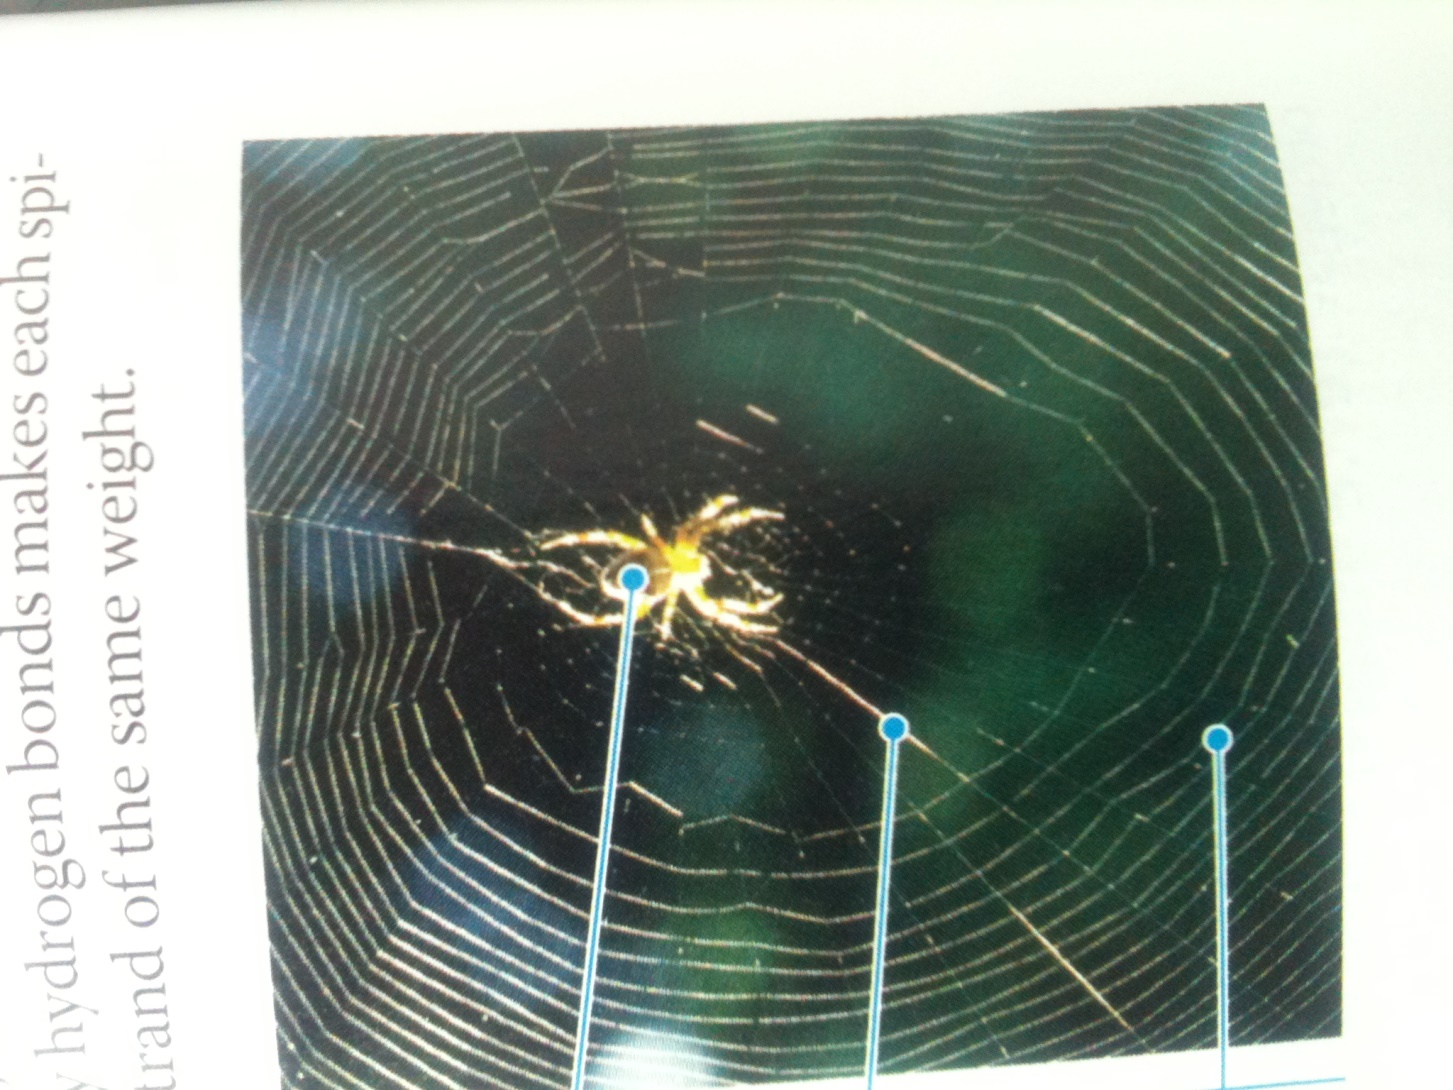 hydrogen bonds makes each spi-
trand of the same weight.